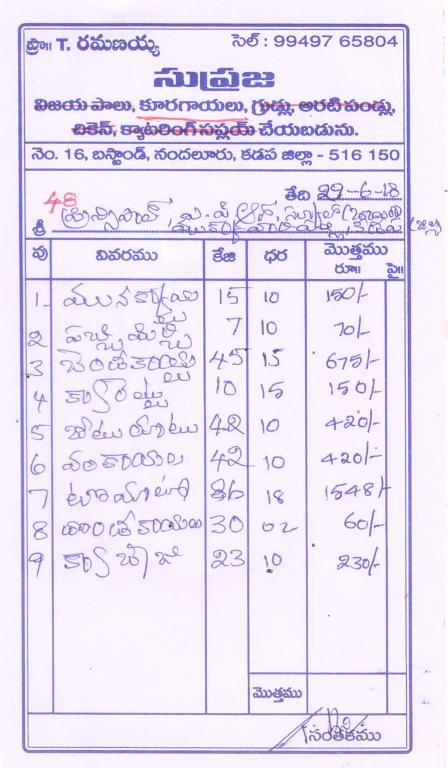 ప్రొ॥ T. రమణయ్య సెల్ : 99497 65804
సుప్రజ
విజయ పాలు, కూరగాయలు, గ్రుడ్లు, అరటి పండ్లు,
చికెన్, క్యాటరింగ్ సప్లయ్ చేయబడును.
నెం. 16, బస్టాండ్, నందలూరు, కడప జిల్లా - 516 150
48 తేది 29-6-18
శ్రీ ప్రిన్సిపాల్, ఎ.పి.ఆర్.
వు వివరము కేజి ధర మొత్తము రూ॥ పై॥
1 మునకాయలు 15 10 150/-
2 పచ్చిమిర్చి 7 10 70/-
3 బెండకాయలు 45 15 675/-
4 క్యారెట్లు 10 15 150/-
5 42 10 420/-
6 వంకాయలు 42 10 420/-
7 టొమాటో 86 18 1548/-
8 30 02 60/-
9 క్యాబేజి 23 10 230/-
మొత్తము
సంతకము